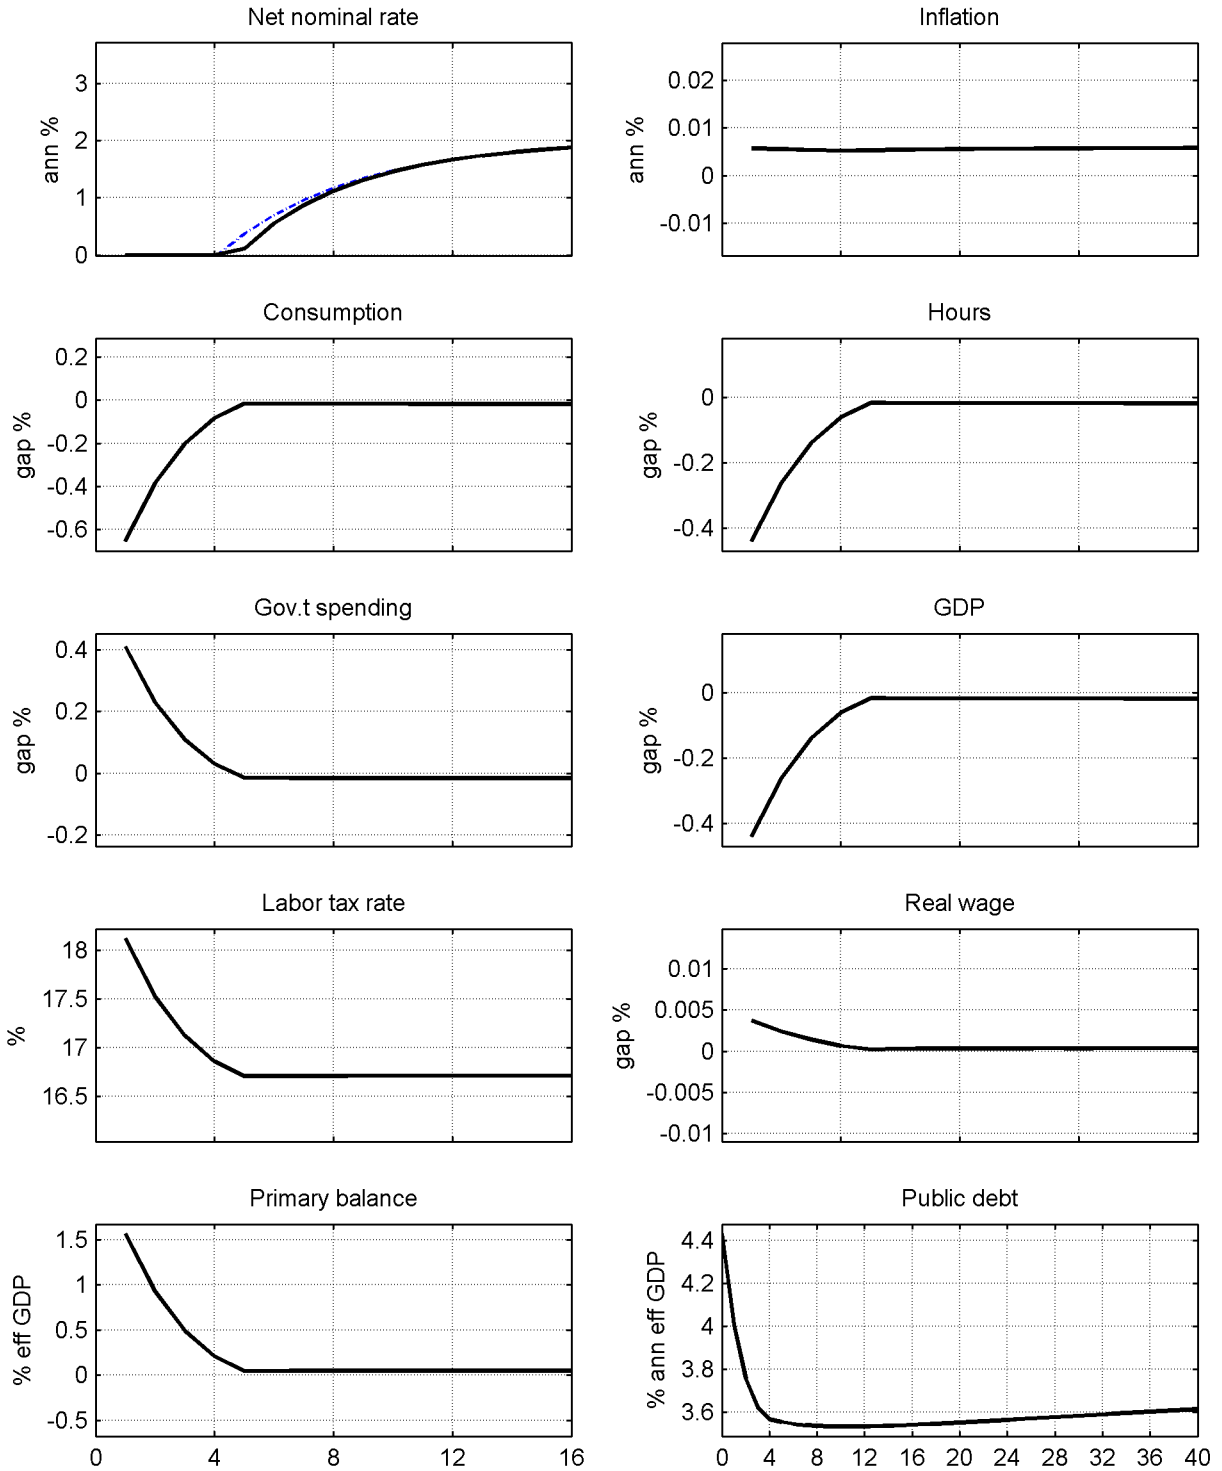 Net nominal rate
ann %
3
2
1
0
Inflation
ann %
0.02
0.01
0
-0.01
Consumption
gap %
0.2
0
-0.2
-0.4
-0.6
Hours
gap %
0
-0.2
-0.4
Gov.t spending
gap %
0.4
0.2
0
-0.2
GDP
gap %
0
-0.2
-0.4
Labor tax rate
%
18
17.5
17
16.5
Real wage
gap %
0.01
0.005
0
-0.005
-0.01
Primary balance
% eff GDP
1.5
1
0.5
0
-0.5
0 4 8 12 16
Public debt
% ann eff GDP
4.4
4.2
4
3.8
3.6
0 4 8 12 16 20 24 28 32 36 40